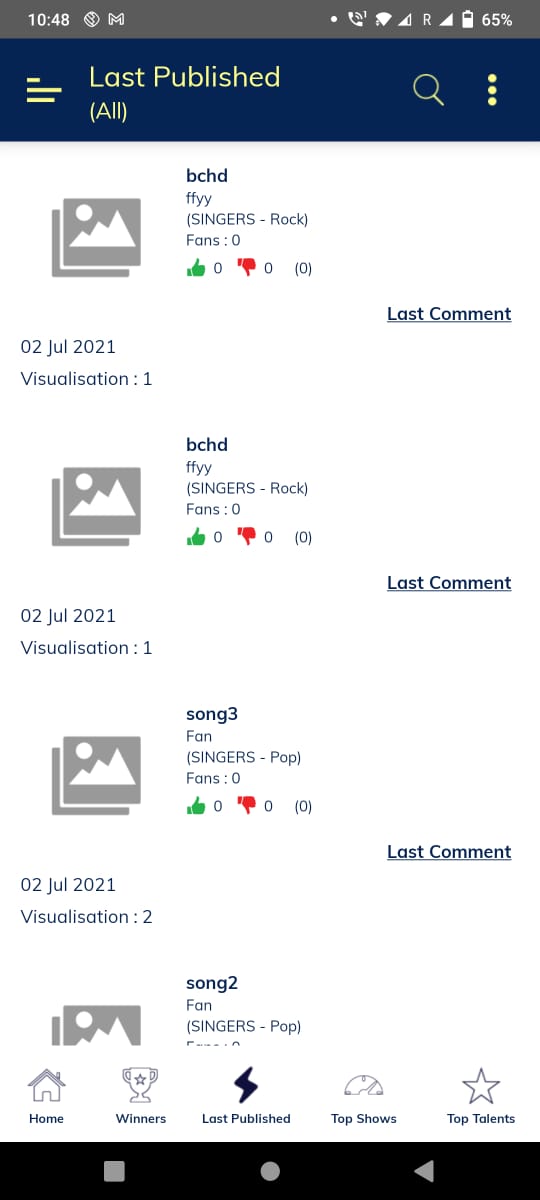 10:48 R 65%
Last Published
(All)
bchd
ffyy
(SINGERS - Rock)
Fans : 0
0 0 (0)
Last Comment
02 Jul 2021
Visualisation : 1
bchd
ffyy
(SINGERS - Rock)
Fans : 0
0 0 (0)
Last Comment
02 Jul 2021
Visualisation : 1
song3
Fan
(SINGERS - Pop)
Fans : 0
0 0 (0)
Last Comment
02 Jul 2021
Visualisation : 2
song2
Fan
(SINGERS - Pop)
Home Winners Last Published Top Shows Top Talents